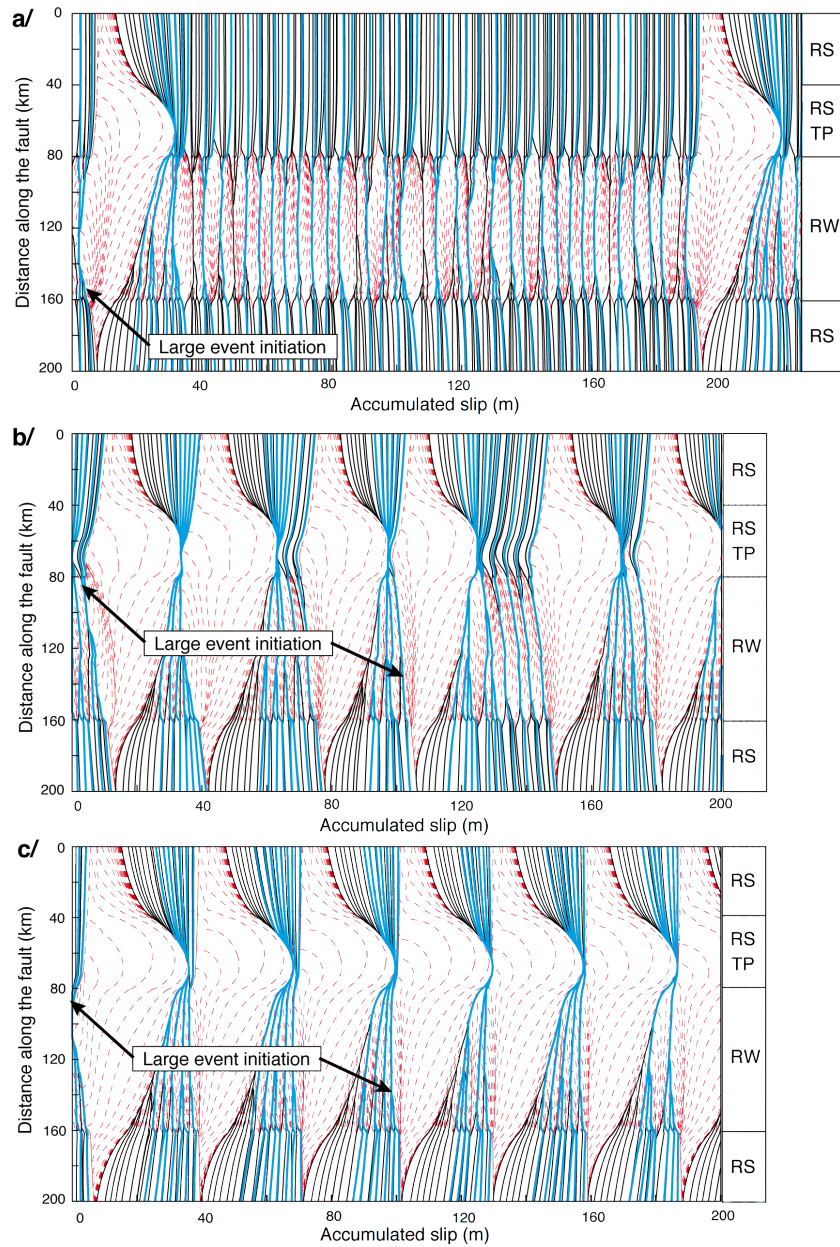 a/
0
40
80
120
160
200
Distance along the fault (km)
RS
RS
TP
RW
RS
Large event initiation
0
40
80
120
160
200
Accumulated slip (m)
b/
0
40
80
120
160
200
Distance along the fault (km)
RS
RS
TP
RW
RS
Large event initiation
0
40
80
120
160
200
Accumulated slip (m)
c/
0
40
80
120
160
200
Distance along the fault (km)
RS
RS
TP
RW
RS
Large event initiation
0
40
80
120
160
200
Accumulated slip (m)